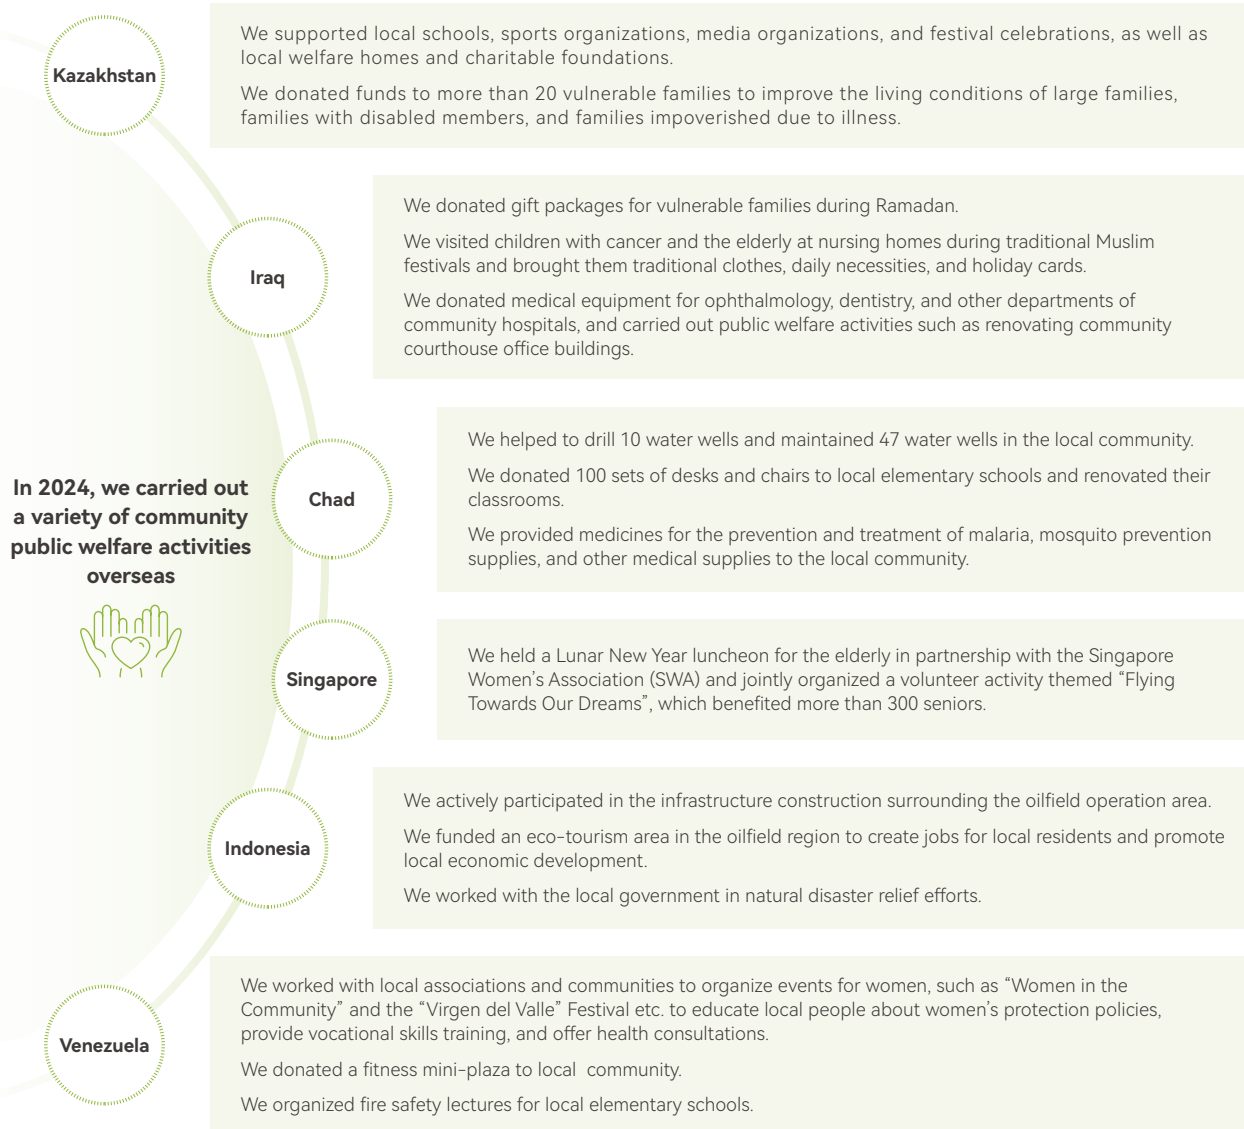 Kazakhstan
We supported local schools, sports organizations, media organizations, and festival celebrations, as well as
local welfare homes and charitable foundations.
We donated funds to more than 20 vulnerable families to improve the living conditions of large families,
families with disabled members, and families impoverished due to illness.
Iraq
We donated gift packages for vulnerable families during Ramadan.
We visited children with cancer and the elderly at nursing homes during traditional Muslim
festivals and brought them traditional clothes, daily necessities, and holiday cards.
We donated medical equipment for ophthalmology, dentistry, and other departments of
community hospitals, and carried out public welfare activities such as renovating community
courthouse office buildings.
In 2024, we carried out
a variety of community
public welfare activities
overseas
Chad
We helped to drill 10 water wells and maintained 47 water wells in the local community.
We donated 100 sets of desks and chairs to local elementary schools and renovated their
classrooms.
We provided medicines for the prevention and treatment of malaria, mosquito prevention
supplies, and other medical supplies to the local community.
Singapore
We held a Lunar New Year luncheon for the elderly in partnership with the Singapore
Women's Association (SWA) and jointly organized a volunteer activity themed “Flying
Towards Our Dreams”, which benefited more than 300 seniors.
Indonesia
We actively participated in the infrastructure construction surrounding the oilfield operation area.
We funded an eco-tourism area in the oilfield region to create jobs for local residents and promote
local economic development.
We worked with the local government in natural disaster relief efforts.
Venezuela
We worked with local associations and communities to organize events for women, such as “Women in the
Community” and the “Virgen del Valle” Festival etc. to educate local people about women's protection policies,
provide vocational skills training, and offer health consultations.
We donated a fitness mini-plaza to local community.
We organized fire safety lectures for local elementary schools.